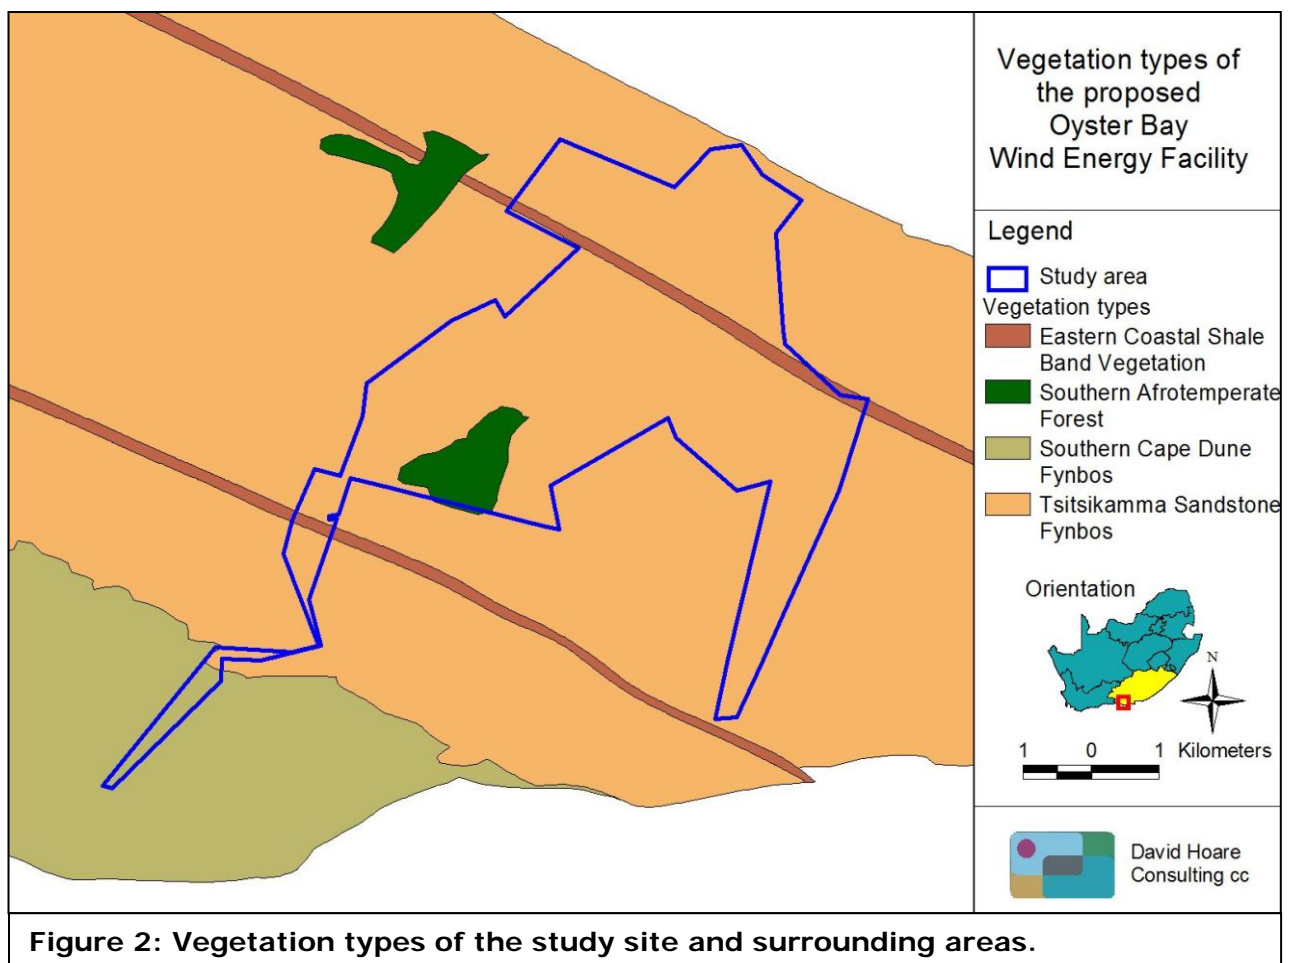 Vegetation types of
the proposed
Oyster Bay
Wind Energy Facility
Legend
Study area
Vegetation types
Eastern Coastal Shale
Band Vegetation
Southern Afrotemperate
Forest
Southern Cape Dune
Fynbos
Tsitsikamma Sandstone
Fynbos
Orientation
N
1 0 1 Kilometers
David Hoare
Consulting cc
Figure 2: Vegetation types of the study site and surrounding areas.